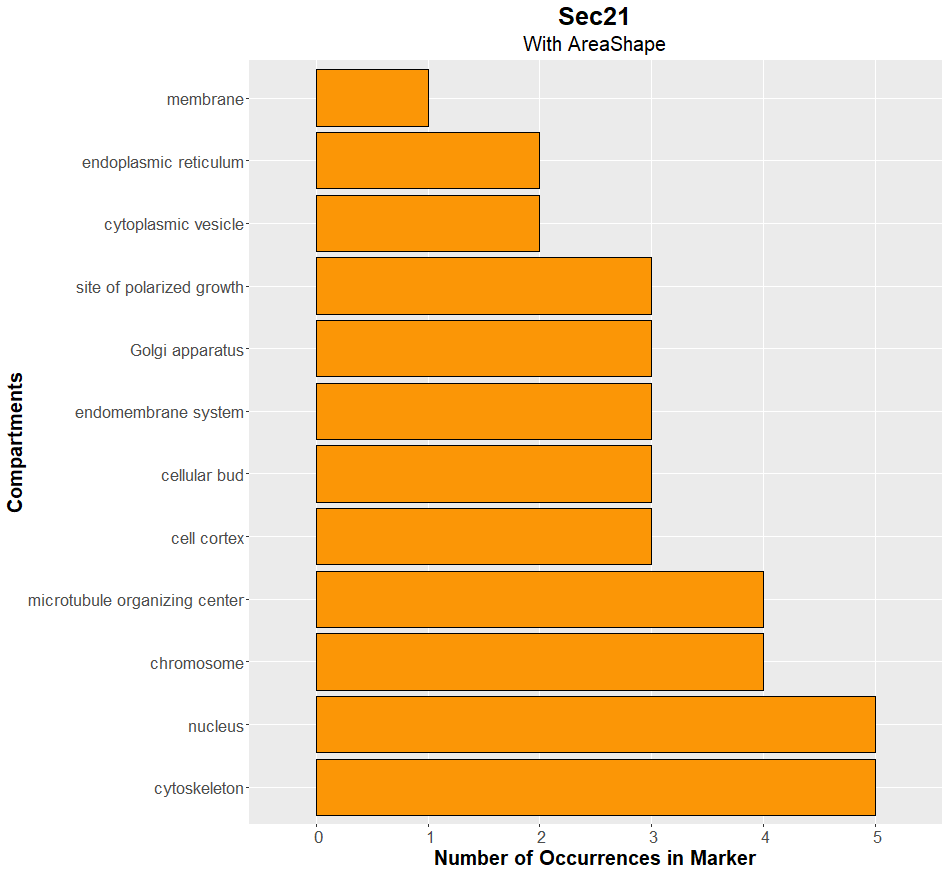 Sec21
With AreaShape
Compartments
membrane
endoplasmic reticulum
cytoplasmic vesicle
site of polarized growth
Golgi apparatus
endomembrane system
cellular bud
cell cortex
microtubule organizing center
chromosome
nucleus
cytoskeleton
0 1 2 3 4 5
Number of Occurrences in Marker